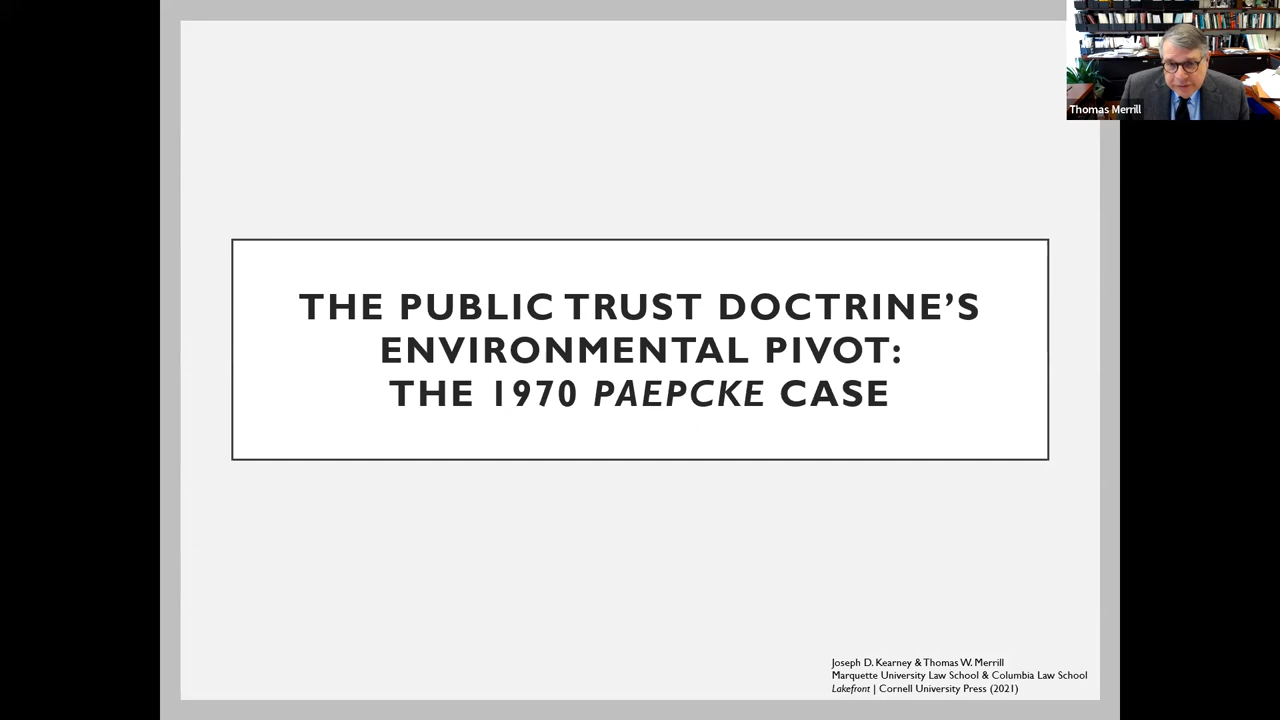 Thomas Merrill
THE PUBLIC TRUST DOCTRINE’S
ENVIRONMENTAL PIVOT:
THE 1970 PAEPCKE CASE
Joseph D. Kearney & Thomas W. Merrill
Marquette University Law School & Columbia Law School
Lakefront | Cornell University Press (2021)